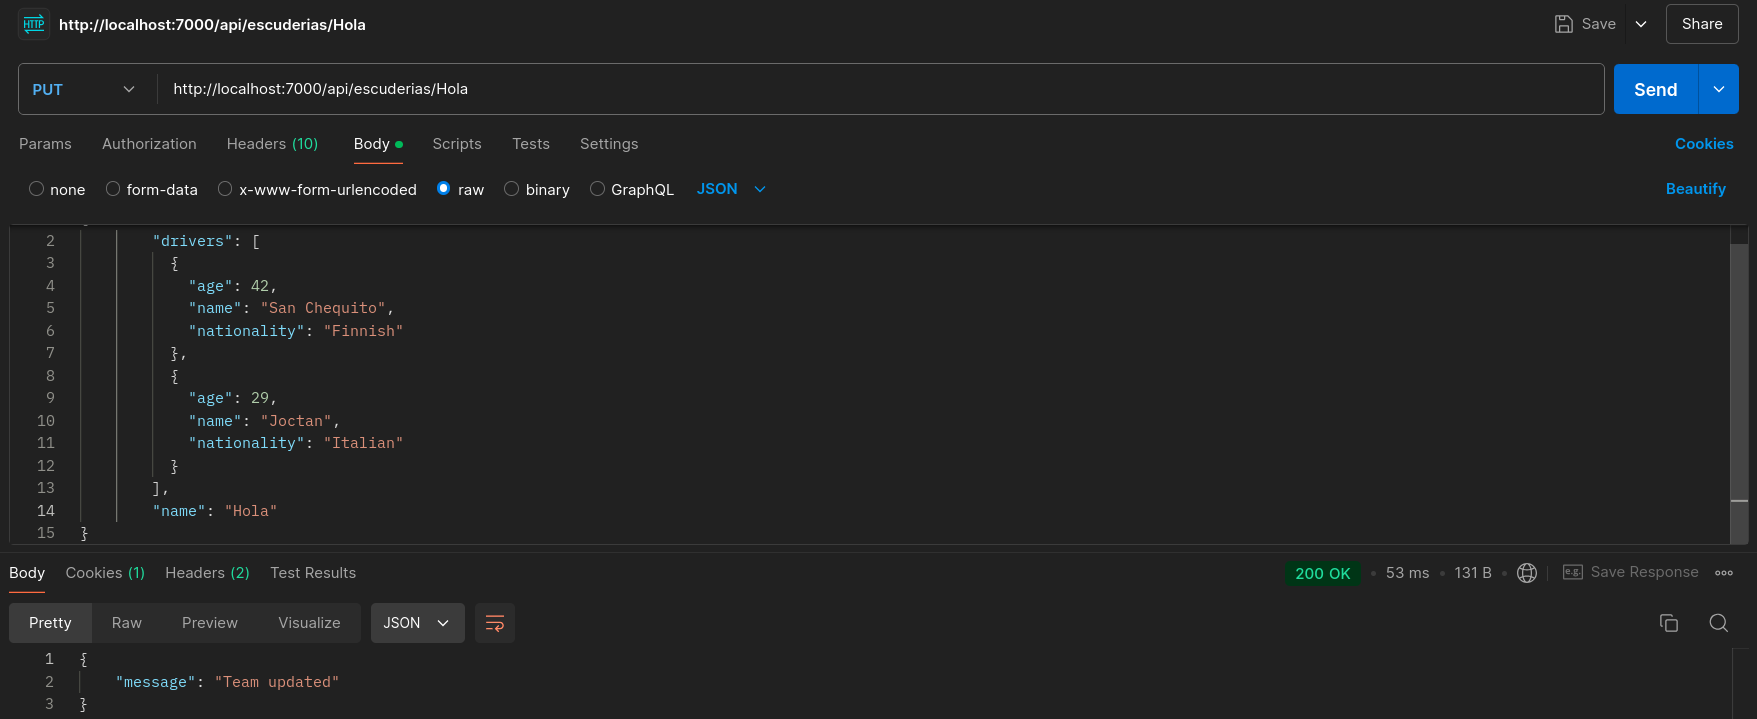 HTTP http://localhost:7000/api/escuderias/Hola Save Share
PUT http://localhost:7000/api/escuderias/Hola Send
Params Authorization Headers (10) Body Scripts Tests Settings Cookies
none form-data x-www-form-urlencoded raw binary GraphQL JSON Beautify
2 "drivers": [
3 {
4 "age": 42,
5 "name": "San Chequito",
6 "nationality": "Finnish"
7 },
8 {
9 "age": 29,
10 "name": "Joctan",
11 "nationality": "Italian"
12 }
13 ],
14 "name": "Hola"
15 }
Body Cookies (1) Headers (2) Test Results 200 OK • 53 ms • 131 B • e.g. Save Response
Pretty Raw Preview Visualize JSON
1 {
2 "message": "Team updated"
3 }